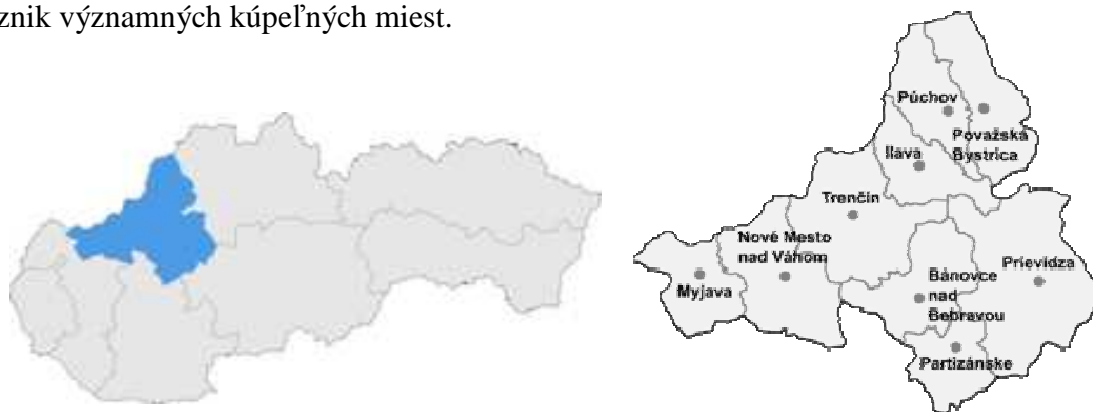 znik významných kúpeľných miest.
Púchov
Považská
Bystrica
Ilava
Trenčín
Nové Mesto
nad Váhom
Myjava
Prievidza
Bánovce
nad
Bebravou
Partizánske